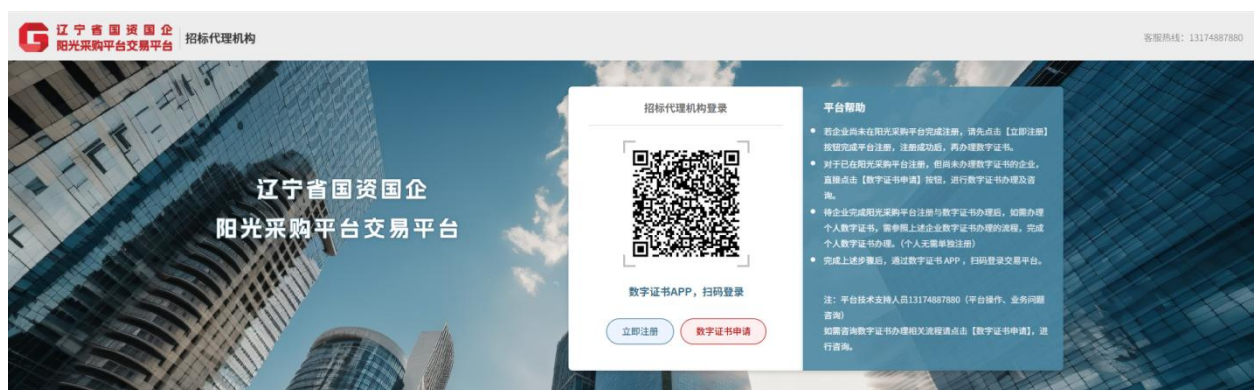 辽宁省国资国企
阳光采购平台交易平台
招标代理机构
客服热线：13174887880
辽宁省国资国企
阳光采购平台交易平台
招标代理机构登录
数字证书APP，扫码登录
立即注册
数字证书申请
平台帮助
若企业尚未在阳光采购平台完成注册，请先点击【立即注册】
按钮完成平台注册，注册成功后，再办理数字证书。
对于已在阳光采购平台注册，但尚未办理数字证书的企业，
直接点击【数字证书申请】按钮，进行数字证书办理及咨
询。
待企业完成阳光采购平台注册与数字证书办理后，如需办理
个人数字证书，需参照上述企业数字证书办理的流程，完成
个人数字证书办理。（个人无需单独注册）
完成上述步骤后，通过数字证书 APP ，扫码登录交易平台。
注：平台技术支持人员13174887880（平台操作、业务问题
咨询）
如需咨询数字证书办理相关流程请点击【数字证书申请】，进
行咨询。